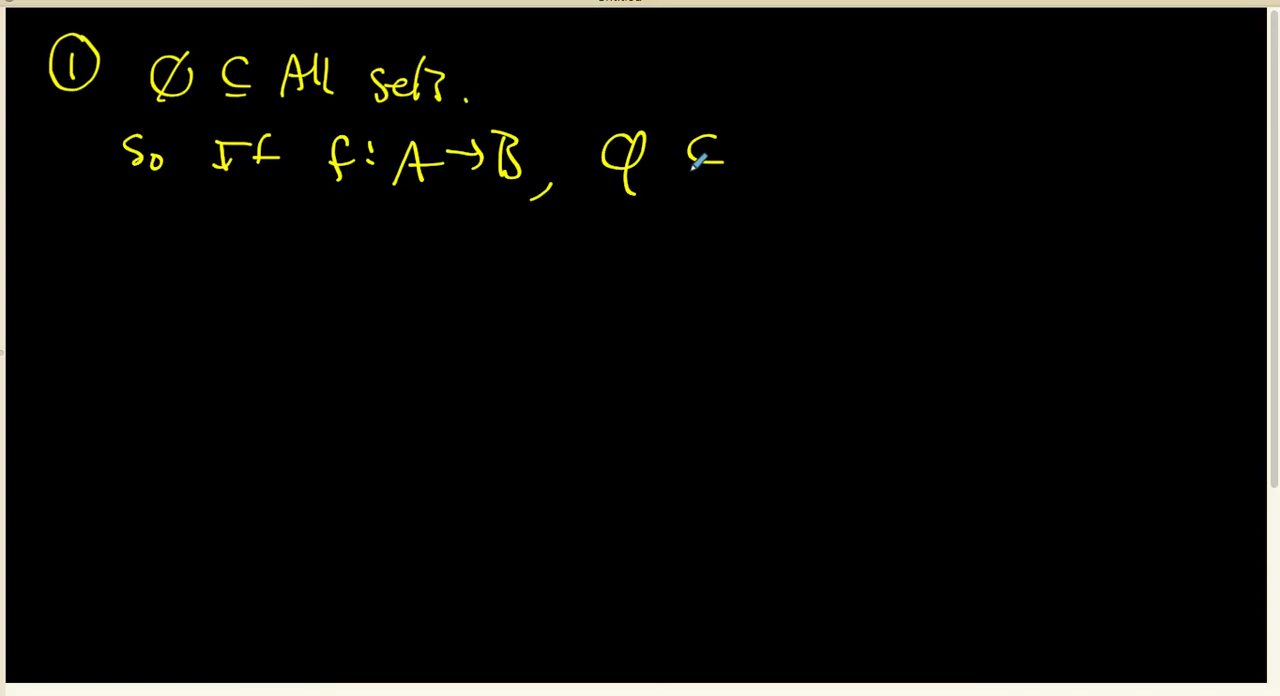 ① ∅ ⊆ All sets.
So If f: A → B, φ ⊆